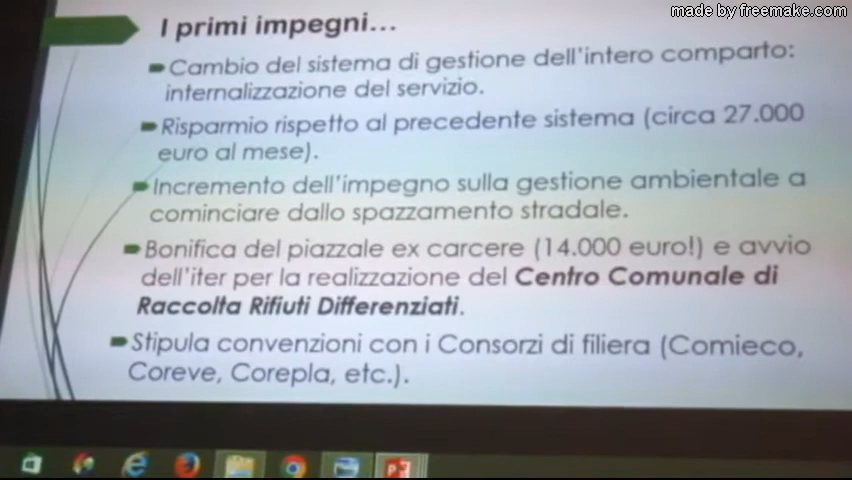 made by freemake.com
I primi impegni...
Cambio del sistema di gestione dell'intero comparto:
internalizzazione del servizio.
Risparmio rispetto al precedente sistema (circa 27.000
euro al mese).
Incremento dell'impegno sulla gestione ambientale a
cominciare dallo spazzamento stradale.
Bonifica del piazzale ex carcere (14.000 euro!) e avvio
dell'iter per la realizzazione del Centro Comunale di
Raccolta Rifiuti Differenziati.
Stipula convenzioni con i Consorzi di filiera (Comieco,
Coreve, Corepla, etc.).